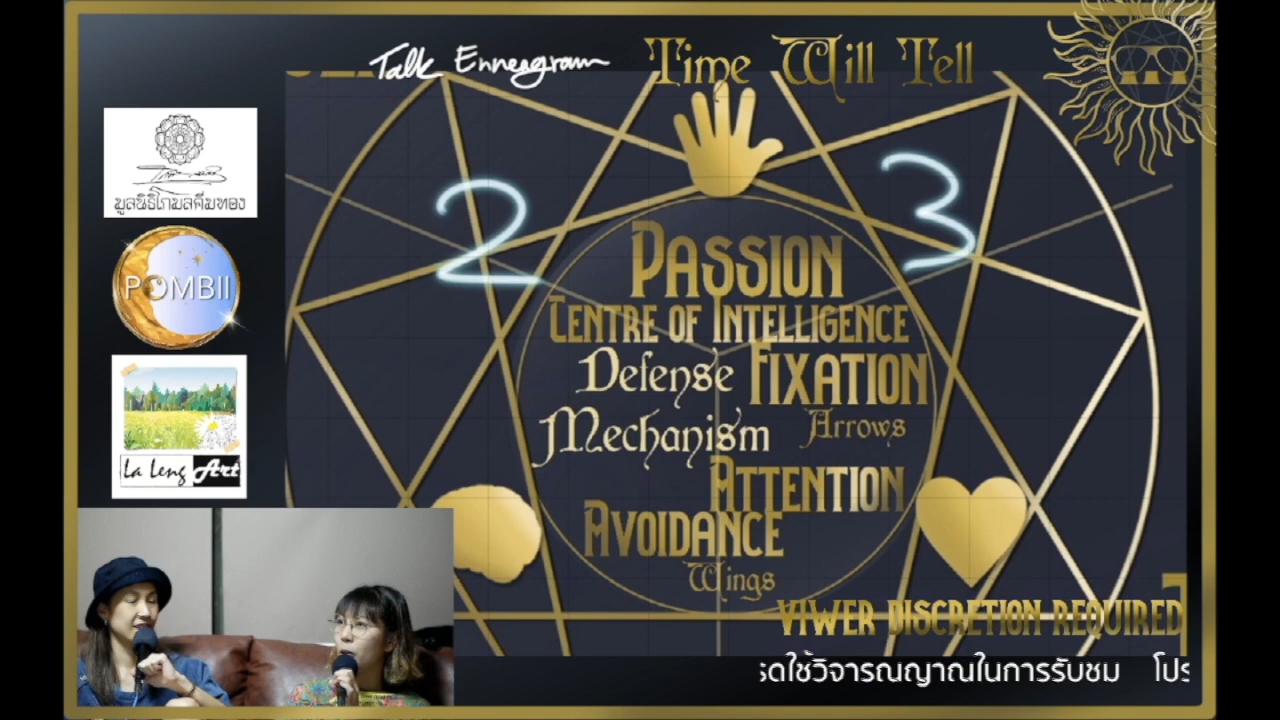 Talk Enneagram
Time Will Tell
มูลนิธิโกมลคีมทอง
POMBII
La Leng Art
2
3
PASSION
CENTRE OF INTELLIGENCE
Defense FIXATION
Mechanism Arrows
ATTENTION
AVOIDANCE
Wings
VIWER DISCRETION REQUIRED
รดใช้วิจารณญาณในการรับชม โปร